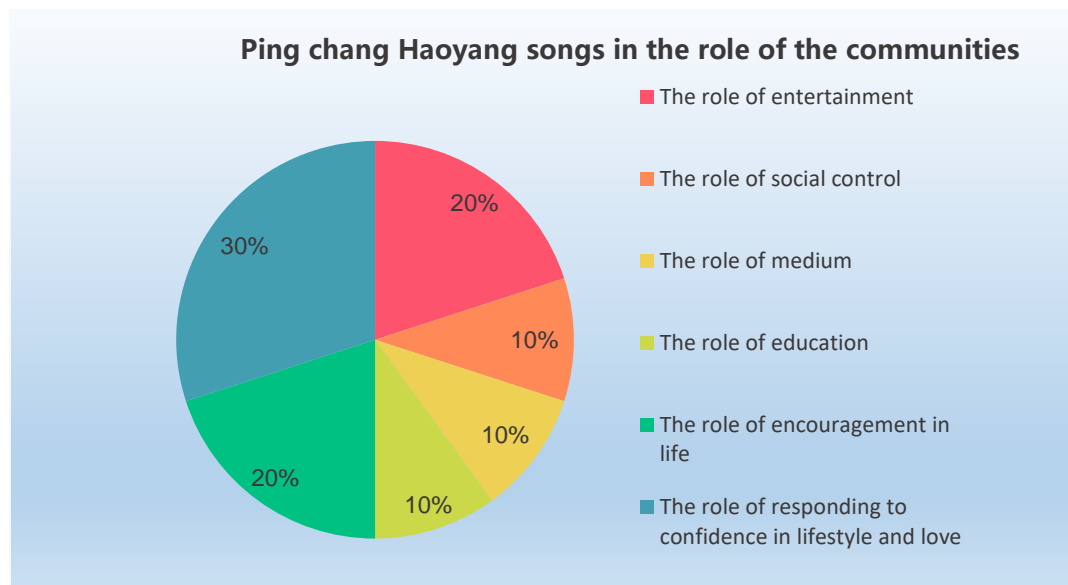 Ping chang Haoyang songs in the role of the communities
The role of entertainment
20%
The role of social control
30%
The role of medium
10%
The role of education
10%
The role of encouragement in
life
20%
10%
The role of responding to
confidence in lifestyle and love